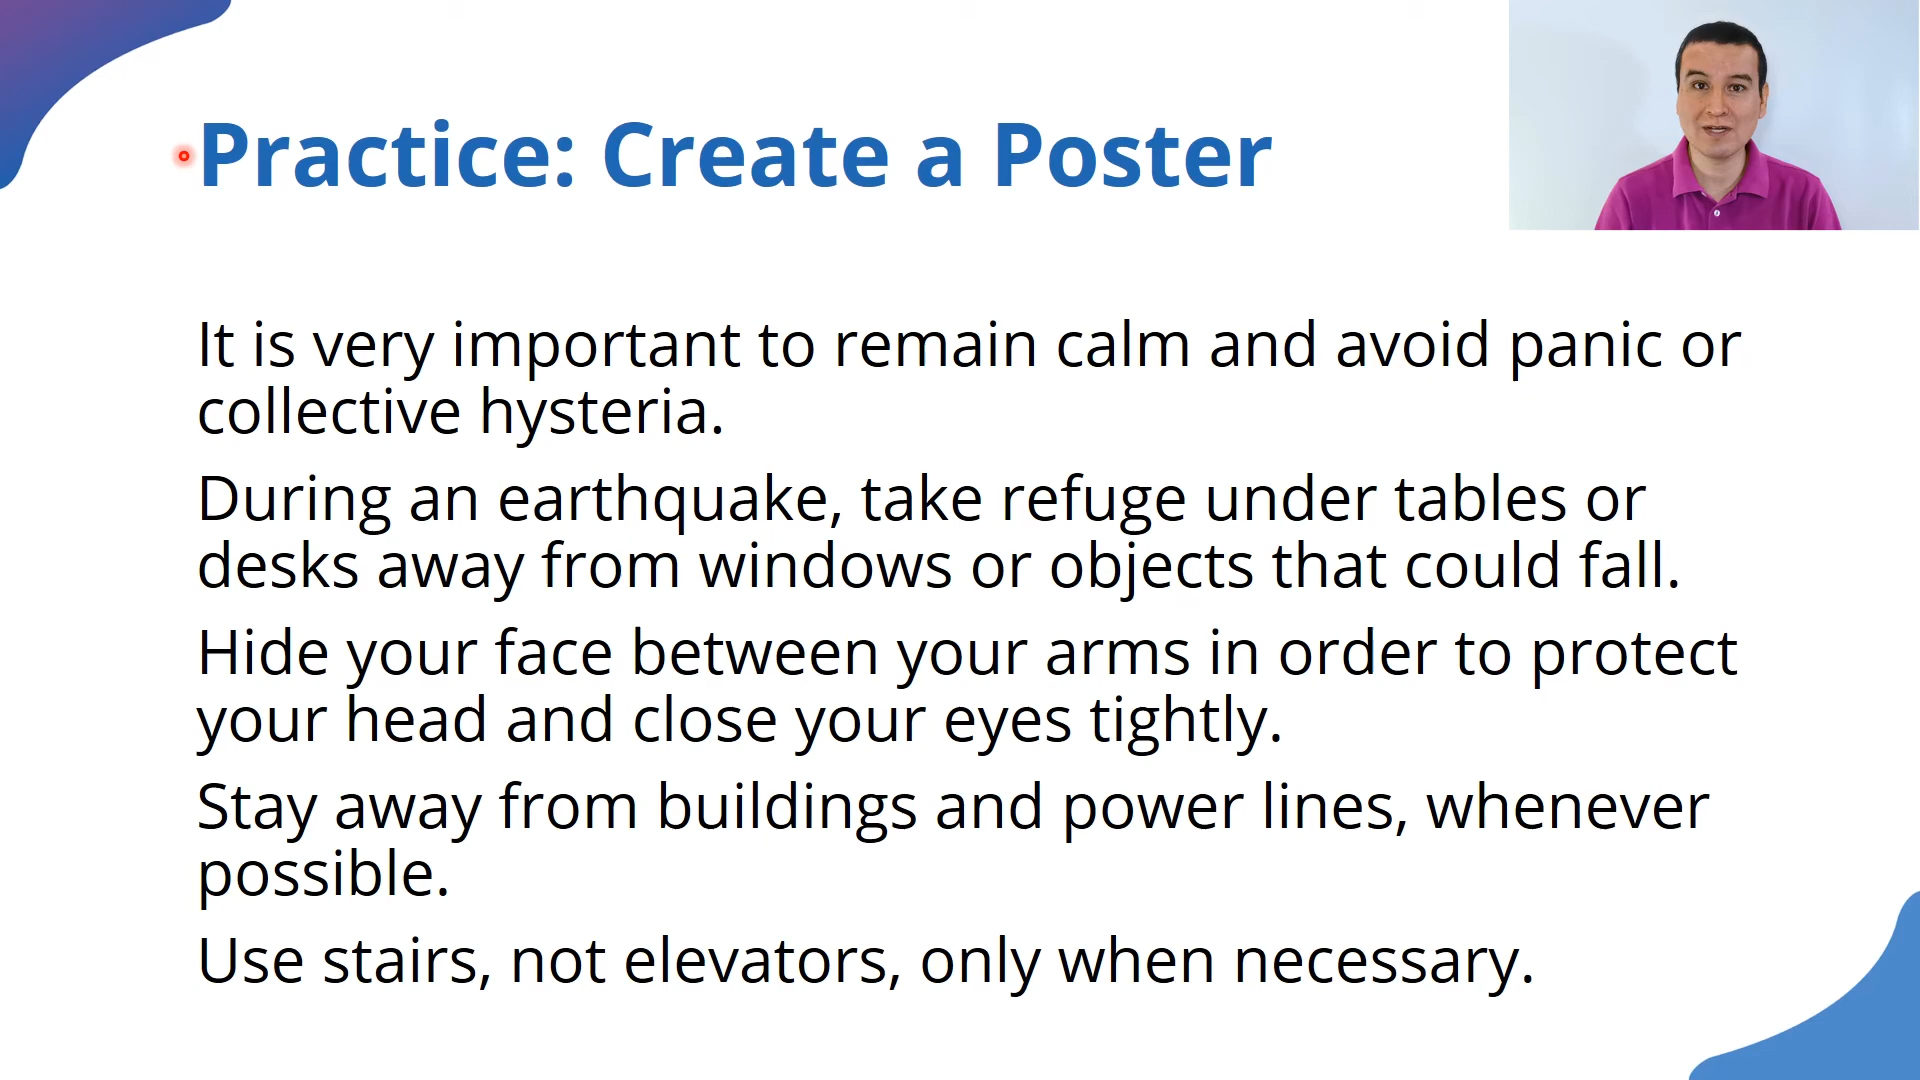 Practice: Create a Poster
It is very important to remain calm and avoid panic or
collective hysteria.
During an earthquake, take refuge under tables or
desks away from windows or objects that could fall.
Hide your face between your arms in order to protect
your head and close your eyes tightly.
Stay away from buildings and power lines, whenever
possible.
Use stairs, not elevators, only when necessary.